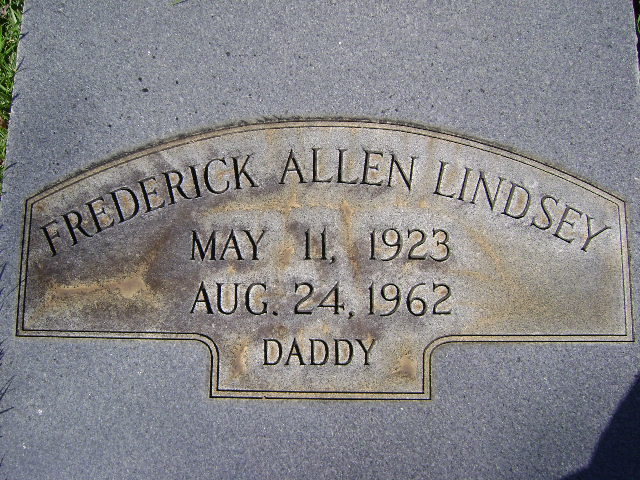 FREDERICK ALLEN LINDSEY
MAY 11, 1923
AUG. 24, 1962
DADDY